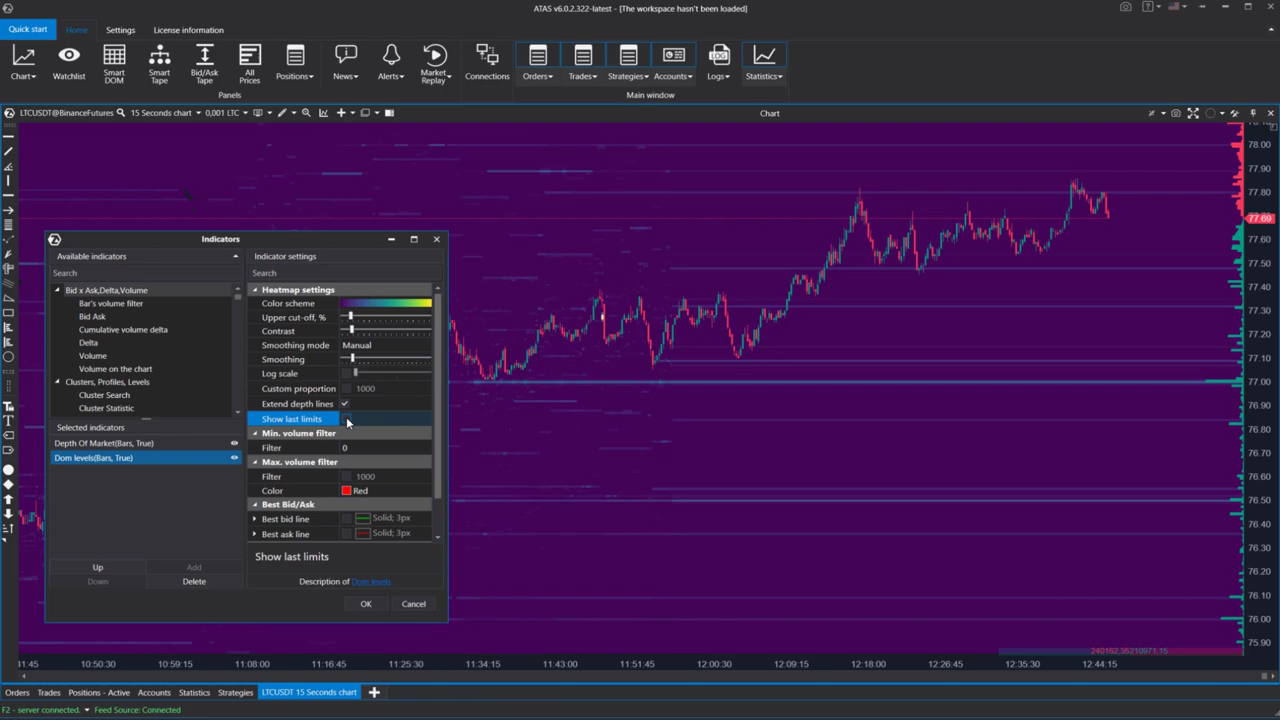 ATAS v6.0.2.322-latest - [The workspace hasn't been loaded]
Quick start
Home
Settings
License information
Chart
Watchlist
Smart DOM
Smart Tape
Bid/Ask Tape
All Prices
Positions
News
Alerts
Market Replay
Connections
Orders
Trades
Strategies
Accounts
LOG
Logs
Statistics
Panels
Main window
LTCUSDT@BinanceFutures
15 Seconds chart
0,001 LTC
Chart
78.00
77.90
77.80
77.69
77.60
77.50
77.40
77.30
77.20
77.10
77.00
76.90
76.80
76.70
76.60
76.50
76.40
76.30
76.20
76.10
76.00
75.90
Indicators
Available indicators
Search
Bid x Ask,Delta,Volume
Bar's volume filter
Bid Ask
Cumulative volume delta
Delta
Volume
Volume on the chart
Clusters, Profiles, Levels
Cluster Search
Cluster Statistic
Selected indicators
Depth Of Market(Bars, True)
Dom levels(Bars, True)
Up
Add
Down
Delete
Indicator settings
Search
Heatmap settings
Color scheme
Upper cut-off, %
Contrast
Smoothing mode Manual
Smoothing
Log scale
Custom proportion 1000
Extend depth lines
Show last limits
Min. volume filter
Filter 0
Max. volume filter
Filter 1000
Color Red
Best Bid/Ask
Best bid line Solid; 3px
Best ask line Solid; 3px
Show last limits
Description of Dom levels
OK
Cancel
11:45
10:50:30
10:59:15
11:08:00
11:16:45
11:25:30
11:34:15
11:43:00
11:51:45
12:00:30
12:09:15
12:18:00
12:26:45
12:35:30
12:44:15
Orders
Trades
Positions - Active
Accounts
Statistics
Strategies
LTCUSDT 15 Seconds chart
F2 - server connected.
Feed Source: Connected